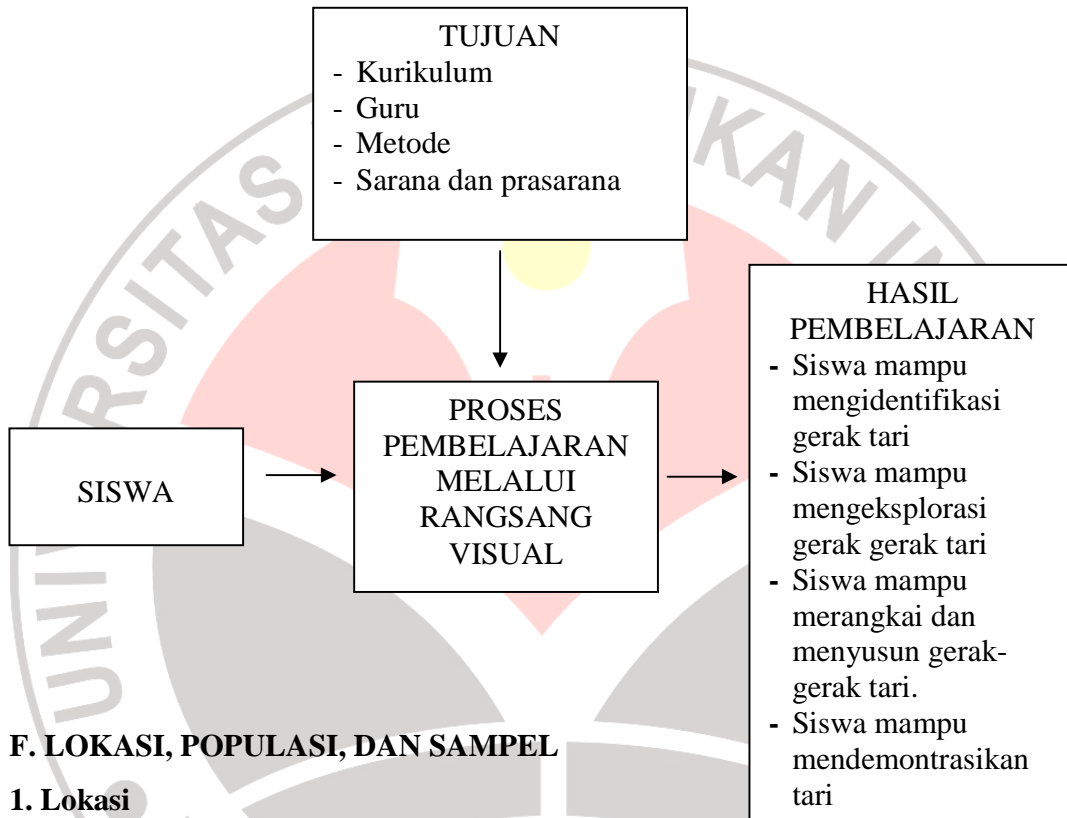 TUJUAN
- Kurikulum
- Guru
- Metode
- Sarana dan prasarana
SISWA
PROSES
PEMBELAJARAN
MELALUI
RANGSANG
VISUAL
HASIL
PEMBELAJARAN
- Siswa mampu
mengidentifikasi
gerak tari
- Siswa mampu
mengeksplorasi
gerak gerak tari
- Siswa mampu
merangkai dan
menyusun gerak-
gerak tari.
- Siswa mampu
mendemontrasikan
tari
F. LOKASI, POPULASI, DAN SAMPEL
1. Lokasi